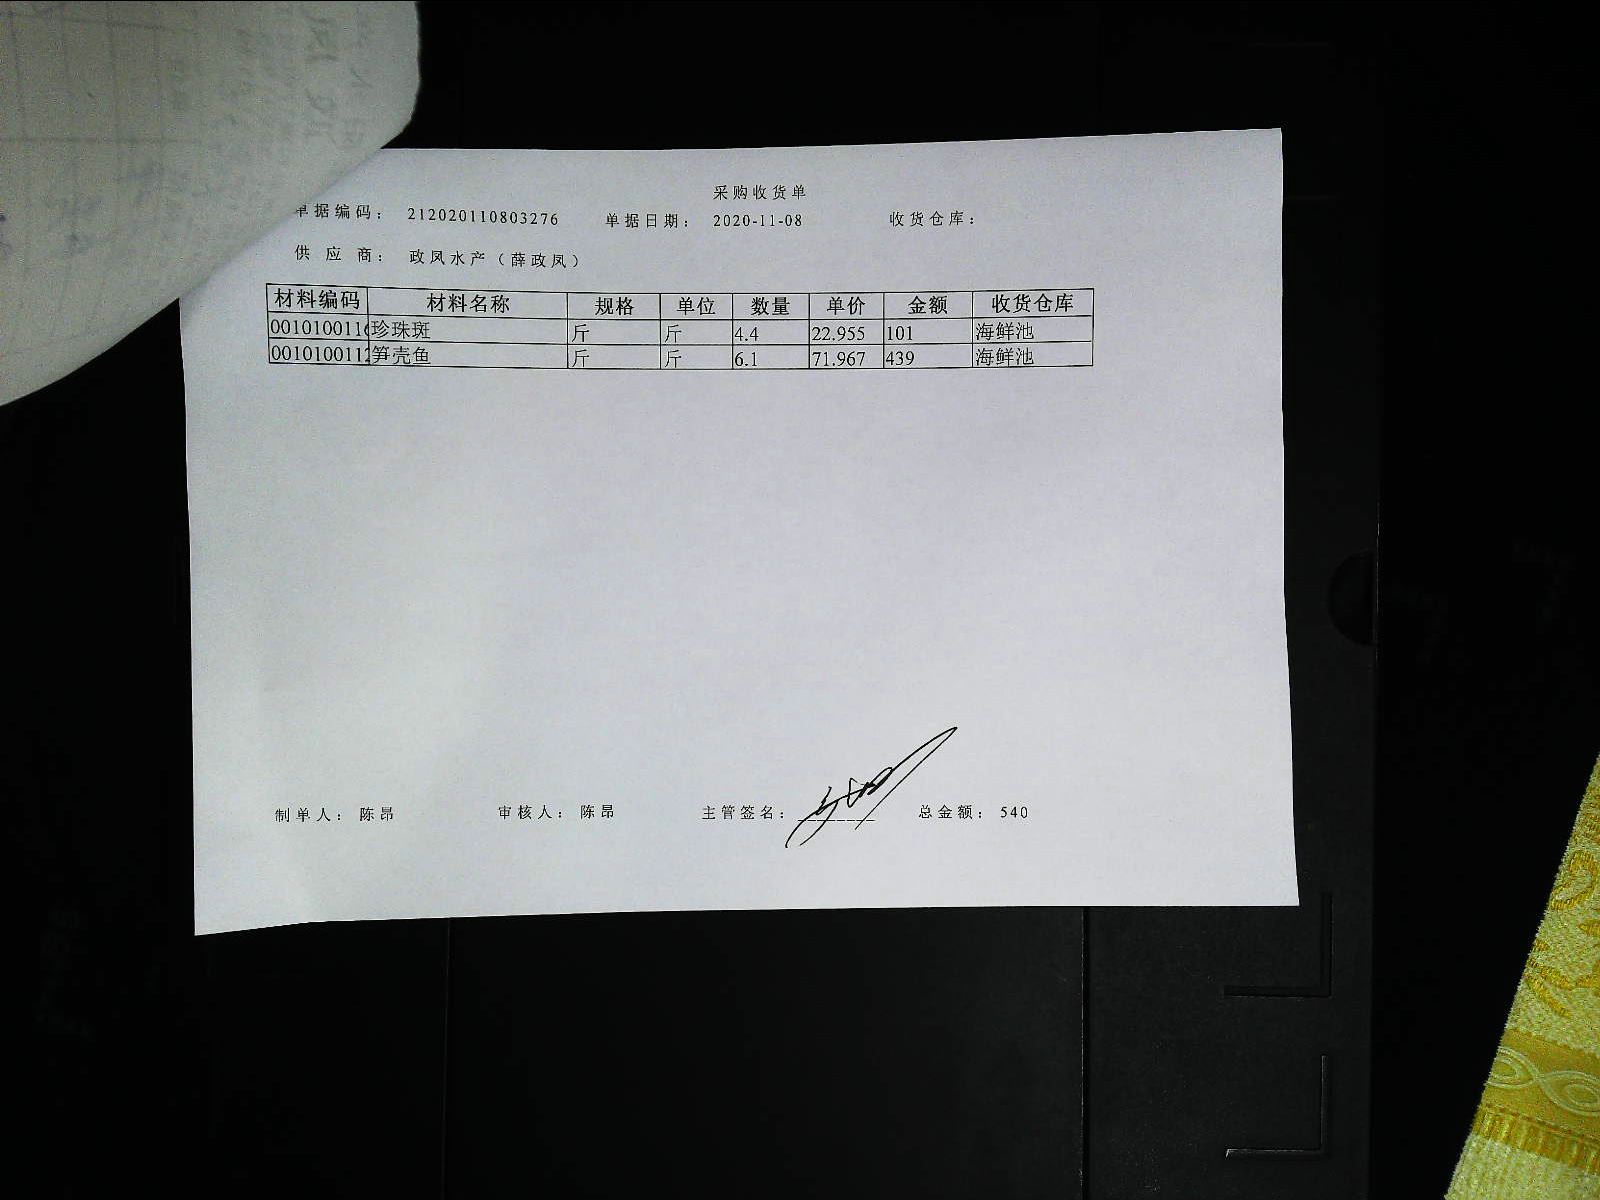 采购收货单
单据编码： 212020110803276 单据日期： 2020-11-08 收货仓库：
供 应 商： 政凤水产（薛政凤）
材料编码 材料名称 规格 单位 数量 单价 金额 收货仓库
0010100116 珍珠斑 斤 斤 4.4 22.955 101 海鲜池
0010100112 笋壳鱼 斤 斤 6.1 71.967 439 海鲜池
制单人： 陈昂 审核人： 陈昂 主管签名： 总金额： 540